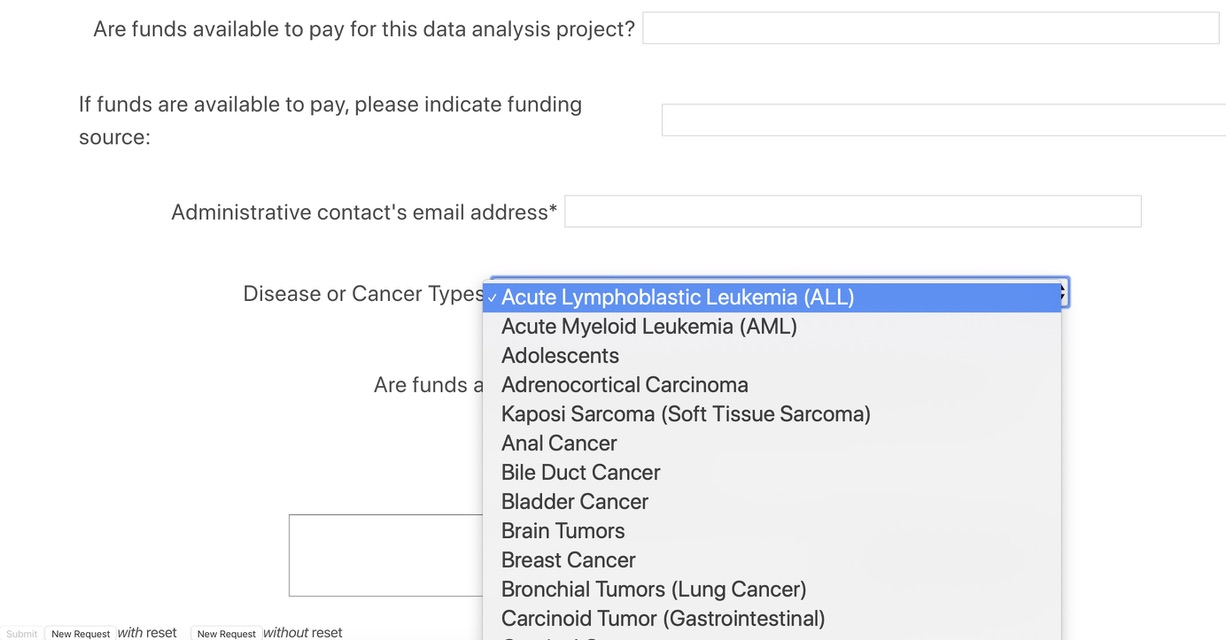 Are funds available to pay for this data analysis project?
If funds are available to pay, please indicate funding
source:
Administrative contact's email address*
Disease or Cancer Types
✓ Acute Lymphoblastic Leukemia (ALL)
Acute Myeloid Leukemia (AML)
Adolescents
Are funds a
Adrenocortical Carcinoma
Kaposi Sarcoma (Soft Tissue Sarcoma)
Anal Cancer
Bile Duct Cancer
Bladder Cancer
Brain Tumors
Breast Cancer
Bronchial Tumors (Lung Cancer)
Carcinoid Tumor (Gastrointestinal)
Submit New Request with reset New Request without reset